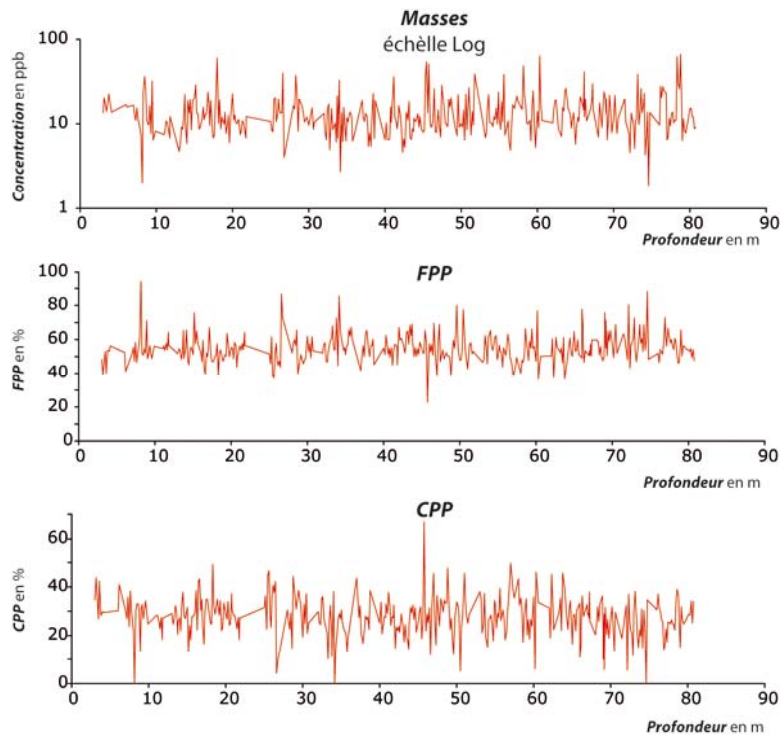 Masses
échèlle Log
Concentration en ppb
100
10
1
0 10 20 30 40 50 60 70 80 90
Profondeur en m
FPP
FPP en %
100
80
60
40
20
0
0 10 20 30 40 50 60 70 80 90
Profondeur en m
CPP
CPP en %
60
40
20
0
0 10 20 30 40 50 60 70 80 90
Profondeur en m